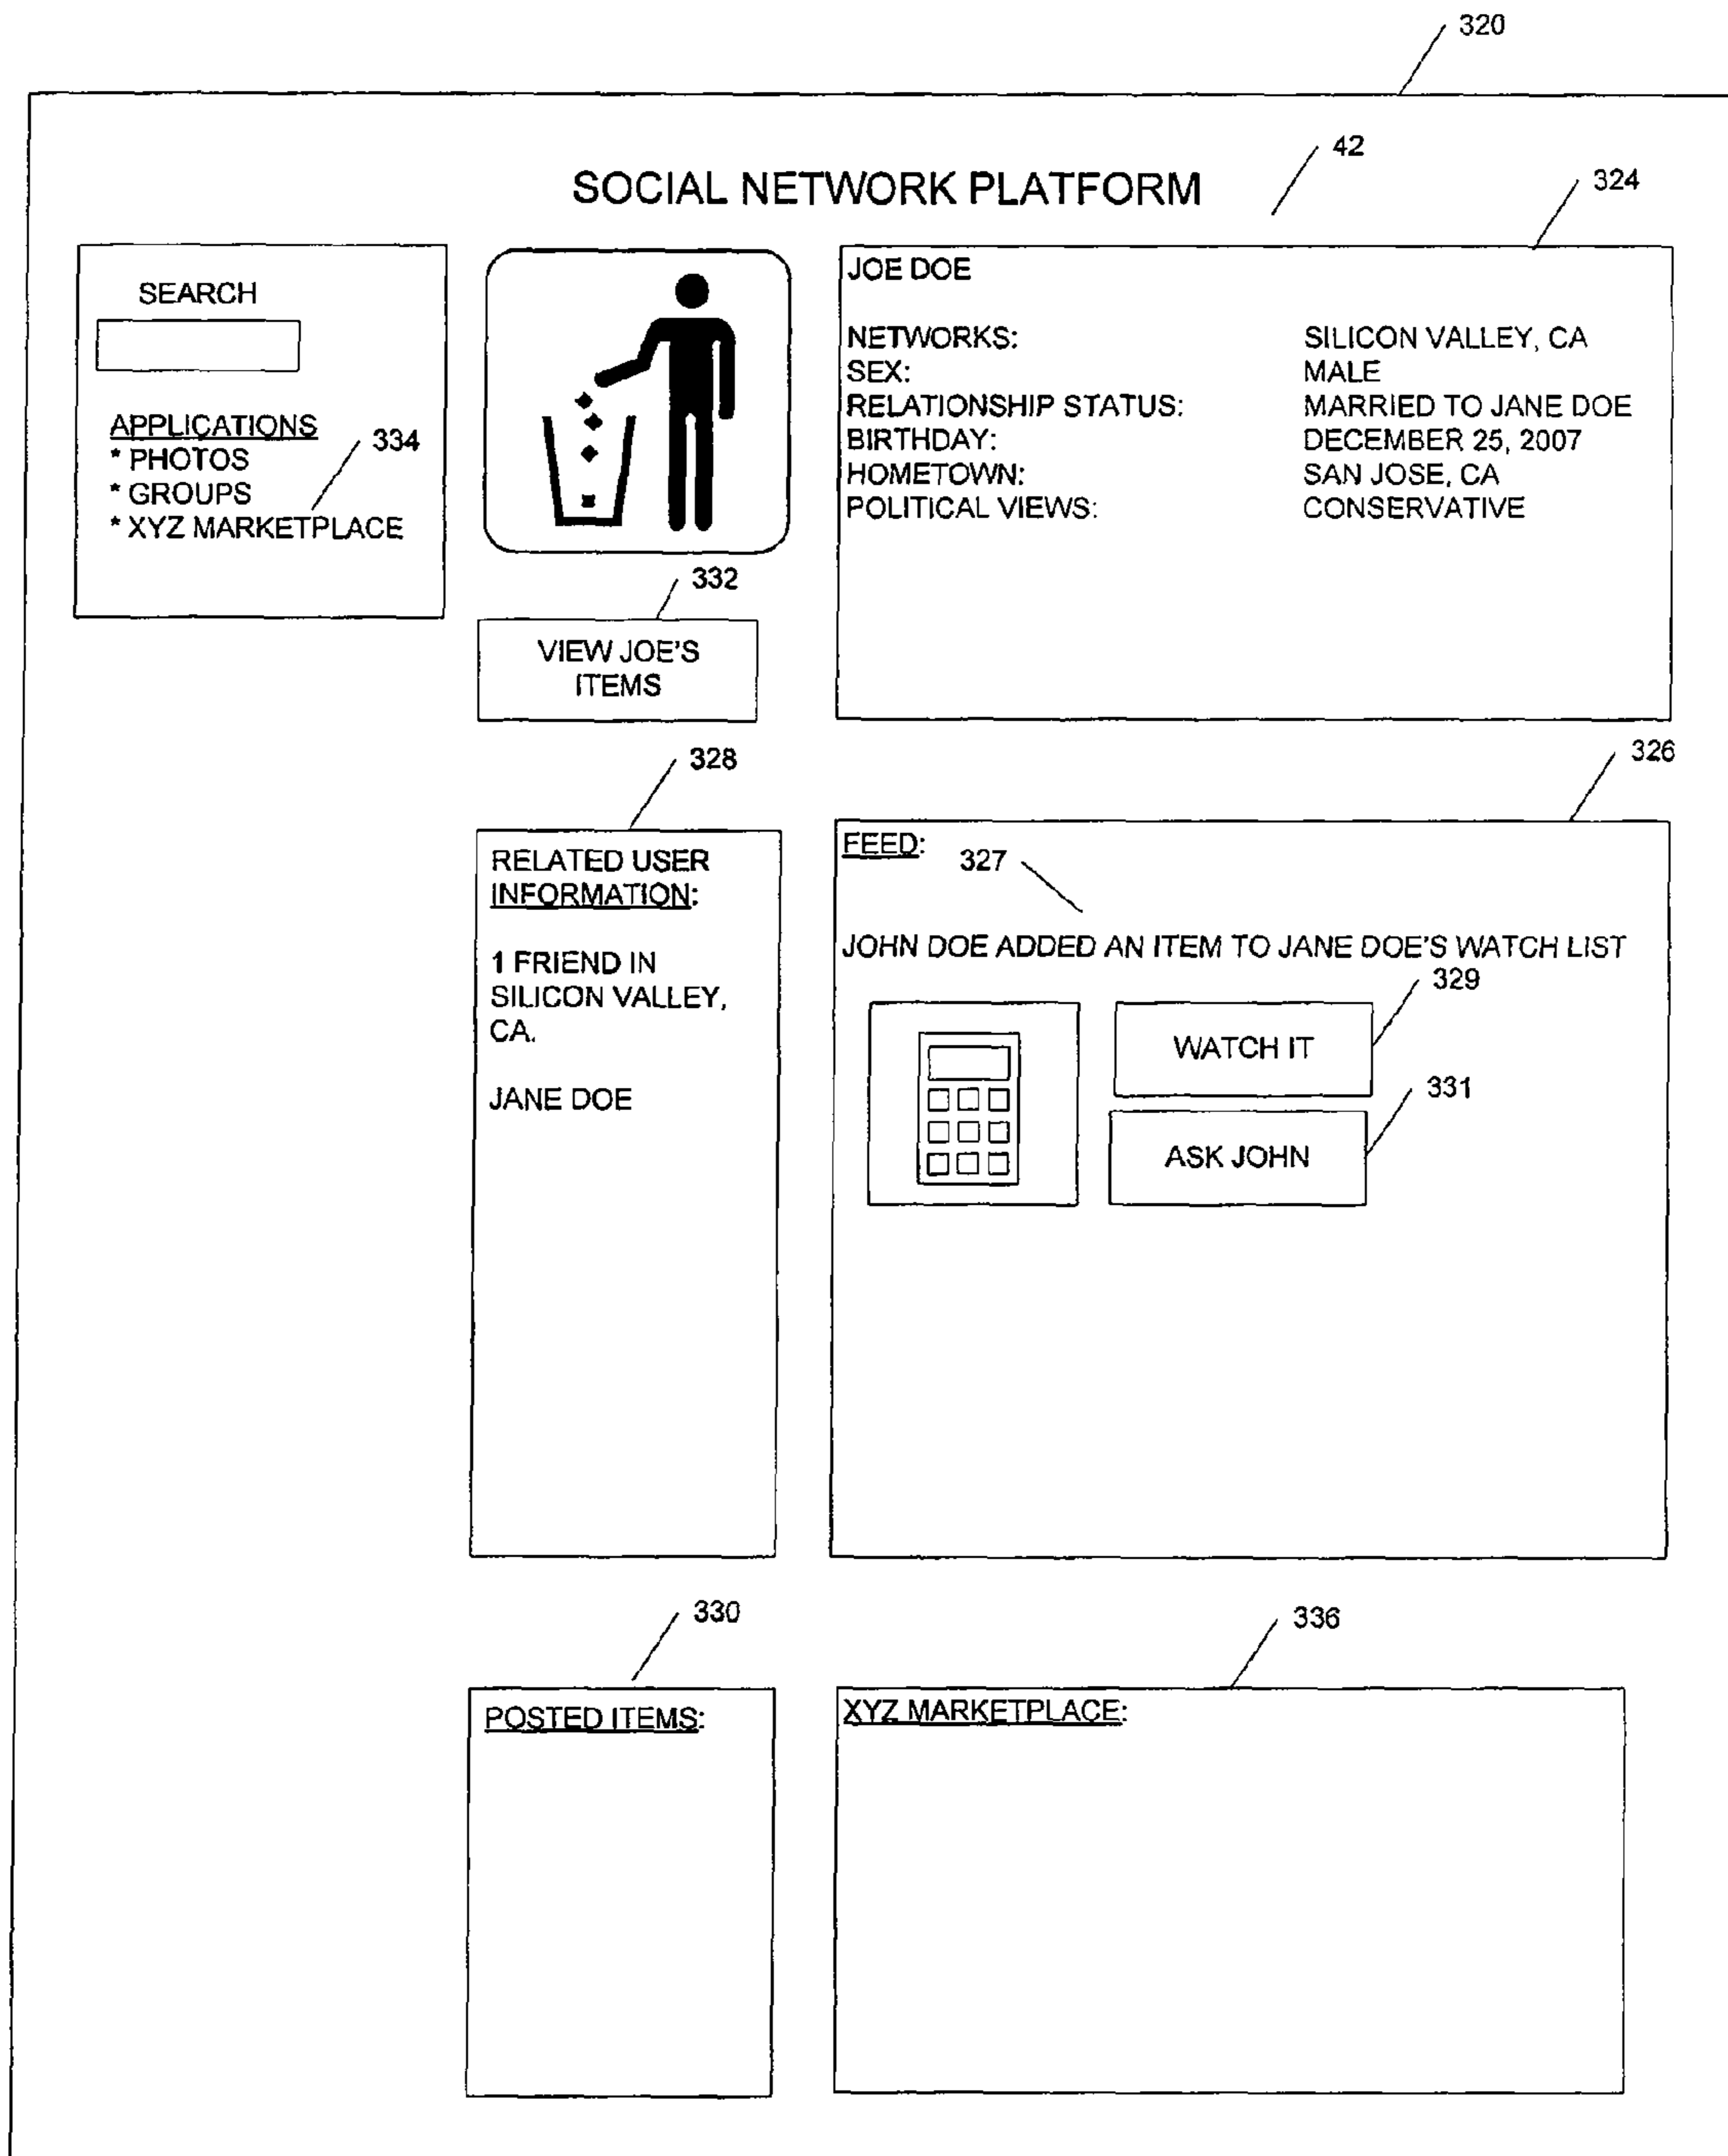 320
42
SOCIAL NETWORK PLATFORM
324
SEARCH
APPLICATIONS
* PHOTOS
334
* GROUPS
* XYZ MARKETPLACE
JOE DOE
NETWORKS: SILICON VALLEY, CA
SEX: MALE
RELATIONSHIP STATUS: MARRIED TO JANE DOE
BIRTHDAY: DECEMBER 25, 2007
HOMETOWN: SAN JOSE, CA
POLITICAL VIEWS: CONSERVATIVE
332
VIEW JOE'S
ITEMS
328
RELATED USER
INFORMATION:
1 FRIEND IN
SILICON VALLEY,
CA.
JANE DOE
326
FEED:
327
JOHN DOE ADDED AN ITEM TO JANE DOE'S WATCH LIST
329
WATCH IT
331
ASK JOHN
330
POSTED ITEMS:
336
XYZ MARKETPLACE: